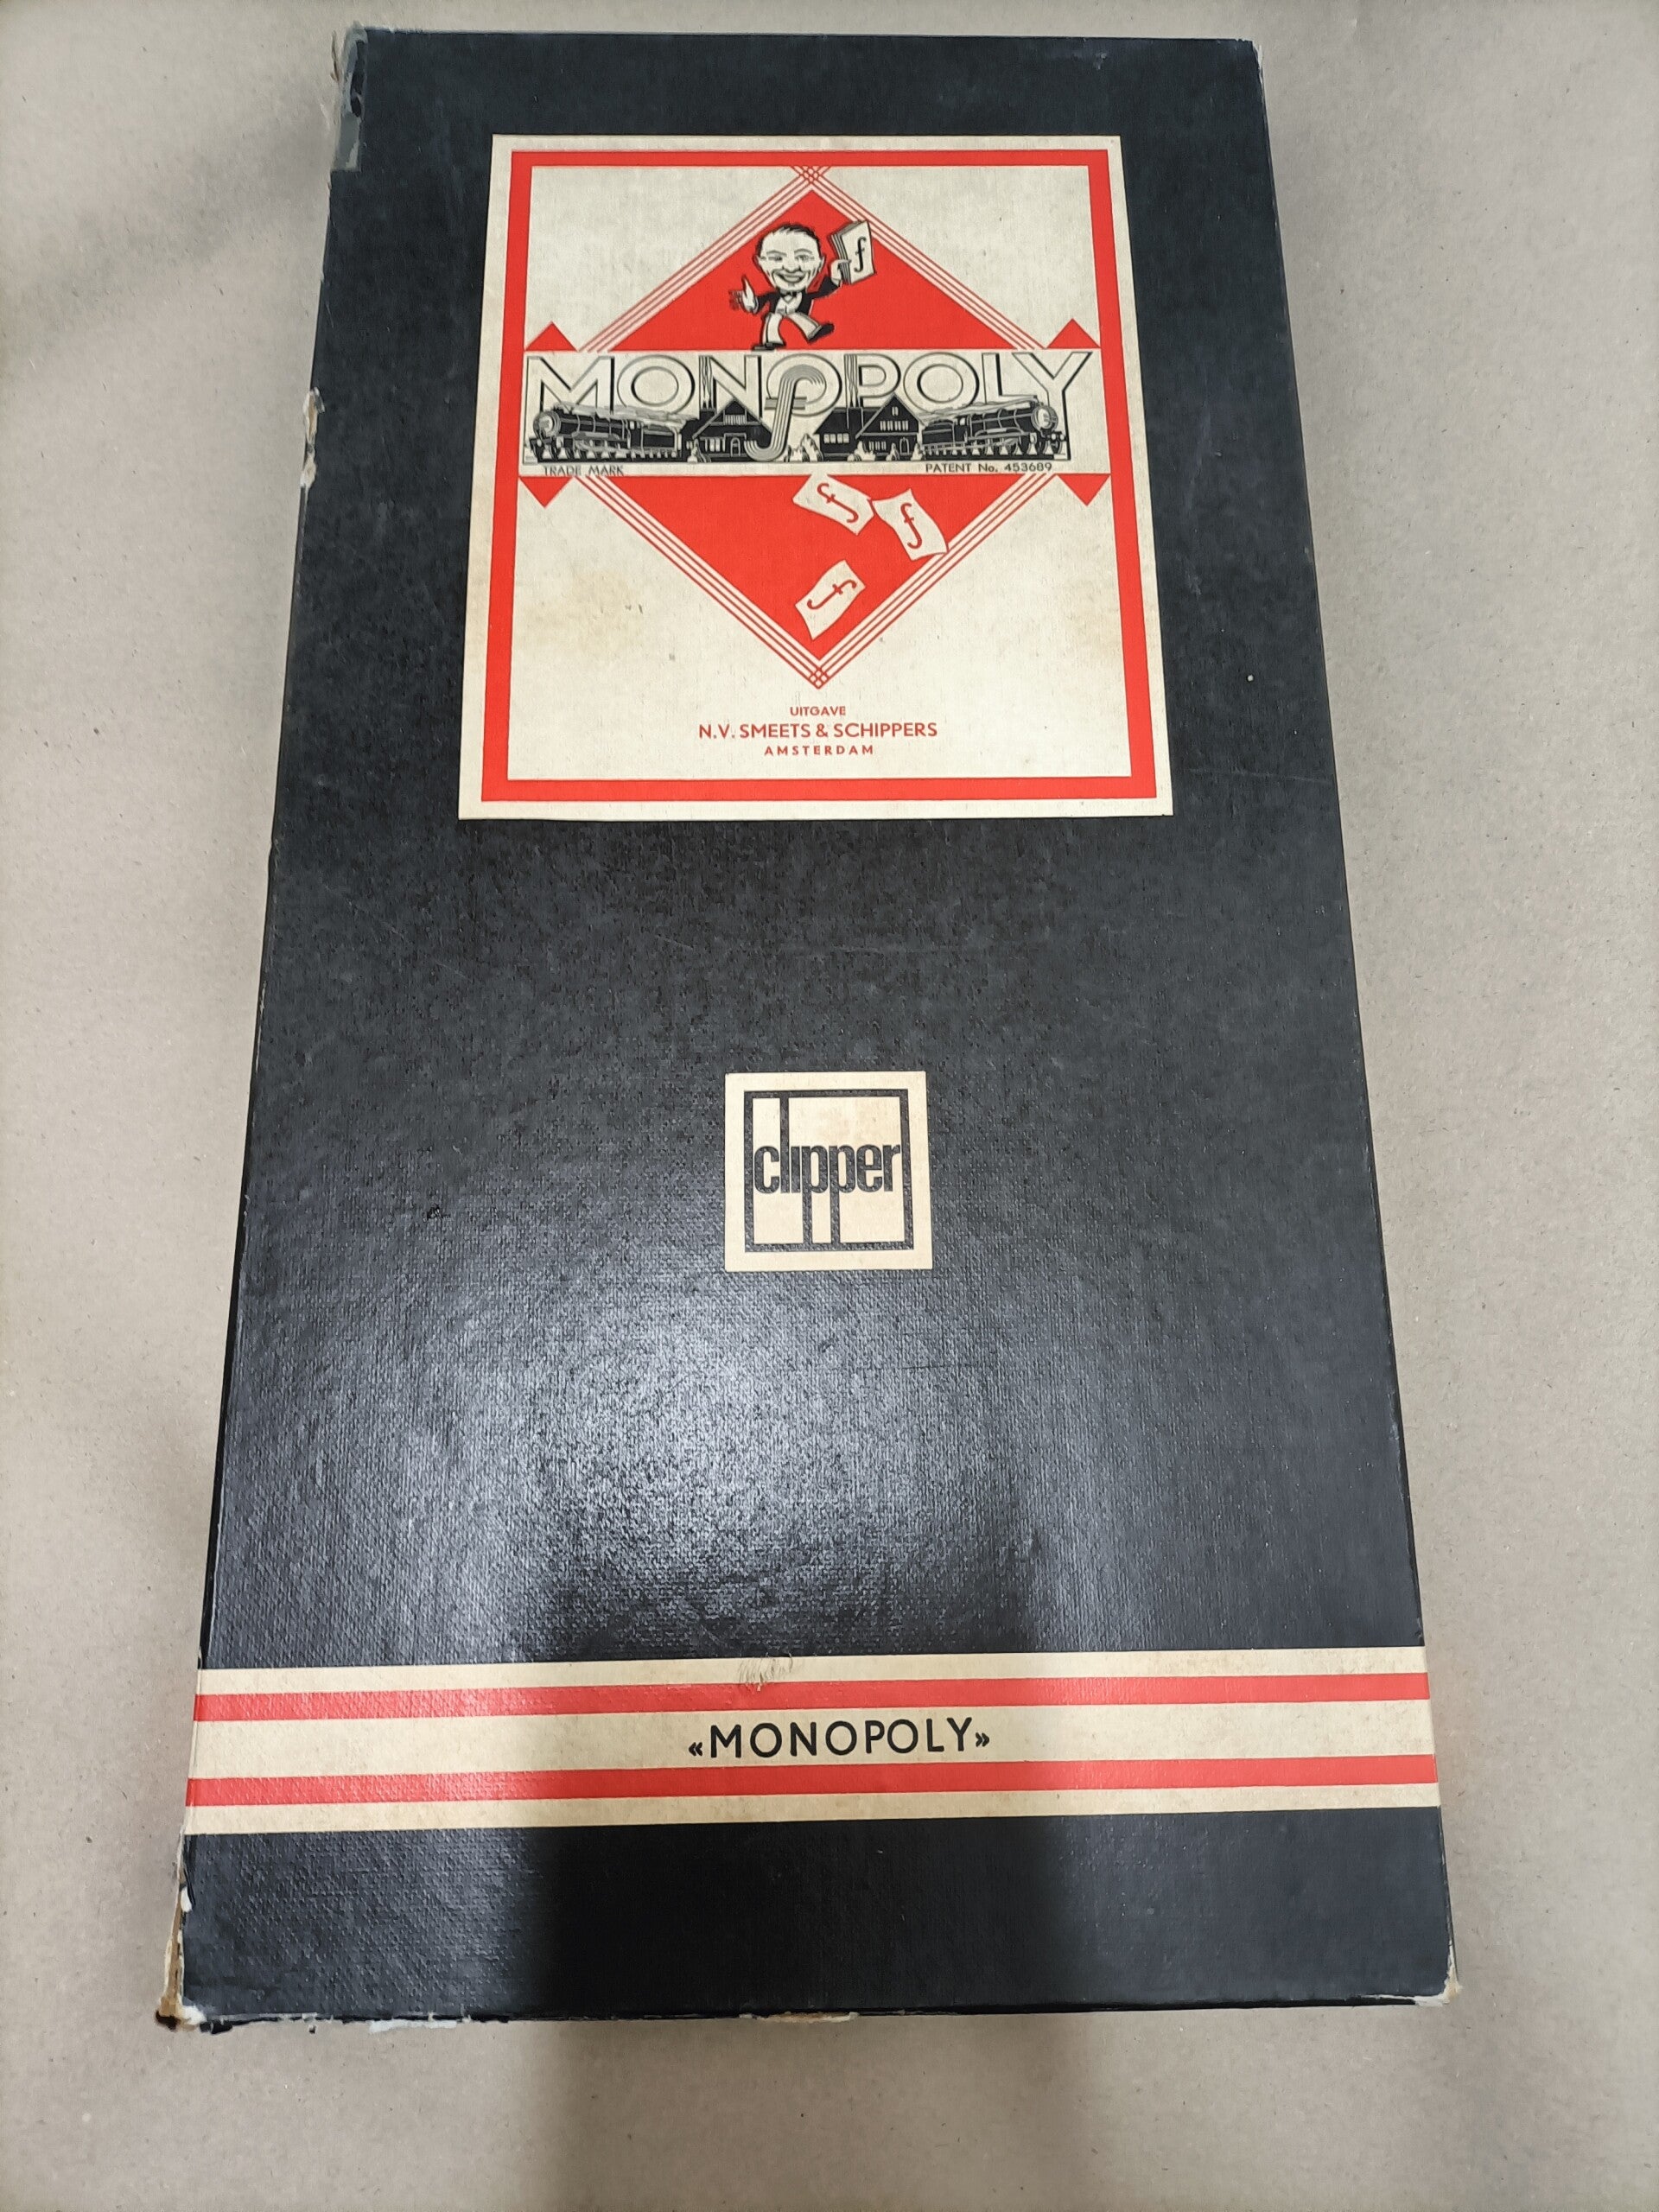 f
MONOPOLY
f
TRADE MARK PATENT No. 453689
f f
f
UITGAVE
N.V. SMEETS & SCHIPPERS
AMSTERDAM
clipper
«MONOPOLY»